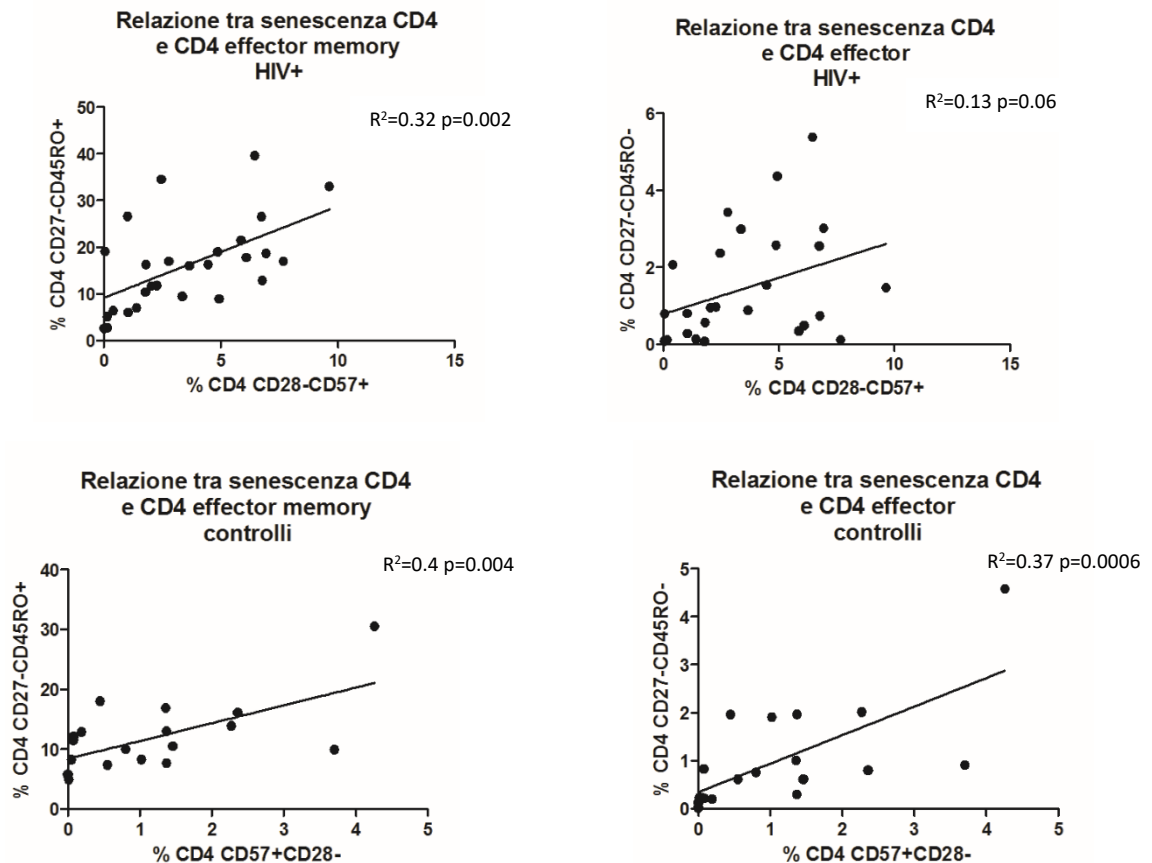 Relazione tra senescenza CD4
e CD4 effector memory
HIV+
R²=0.32 p=0.002
% CD4 CD27-CD45RO+
50
40
30
20
10
0
0
5
10
15
% CD4 CD28-CD57+
Relazione tra senescenza CD4
e CD4 effector
HIV+
R²=0.13 p=0.06
% CD4 CD27-CD45RO-
6
4
2
0
0
5
10
15
% CD4 CD28-CD57+
Relazione tra senescenza CD4
e CD4 effector memory
controlli
R²=0.4 p=0.004
% CD4 CD27-CD45RO+
40
30
20
10
0
0
1
2
3
4
5
% CD4 CD57+CD28-
Relazione tra senescenza CD4
e CD4 effector
controlli
R²=0.37 p=0.0006
% CD4 CD27-CD45RO-
5
4
3
2
1
0
0
1
2
3
4
5
% CD4 CD57+CD28-